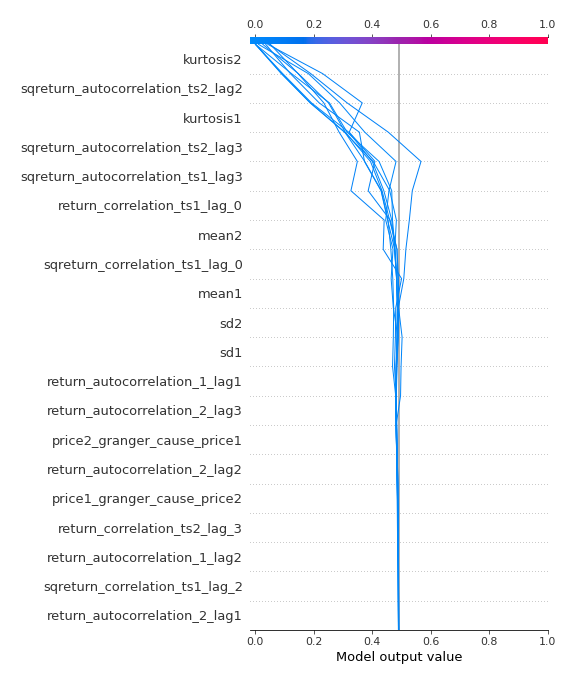 0.0 0.2 0.4 0.6 0.8 1.0
kurtosis2
sqreturn_autocorrelation_ts2_lag2
kurtosis1
sqreturn_autocorrelation_ts2_lag3
sqreturn_autocorrelation_ts1_lag3
return_correlation_ts1_lag_0
mean2
sqreturn_correlation_ts1_lag_0
mean1
sd2
sd1
return_autocorrelation_1_lag1
return_autocorrelation_2_lag3
price2_granger_cause_price1
return_autocorrelation_2_lag2
price1_granger_cause_price2
return_correlation_ts2_lag_3
return_autocorrelation_1_lag2
sqreturn_correlation_ts1_lag_2
return_autocorrelation_2_lag1
0.0 0.2 0.4 0.6 0.8 1.0
Model output value